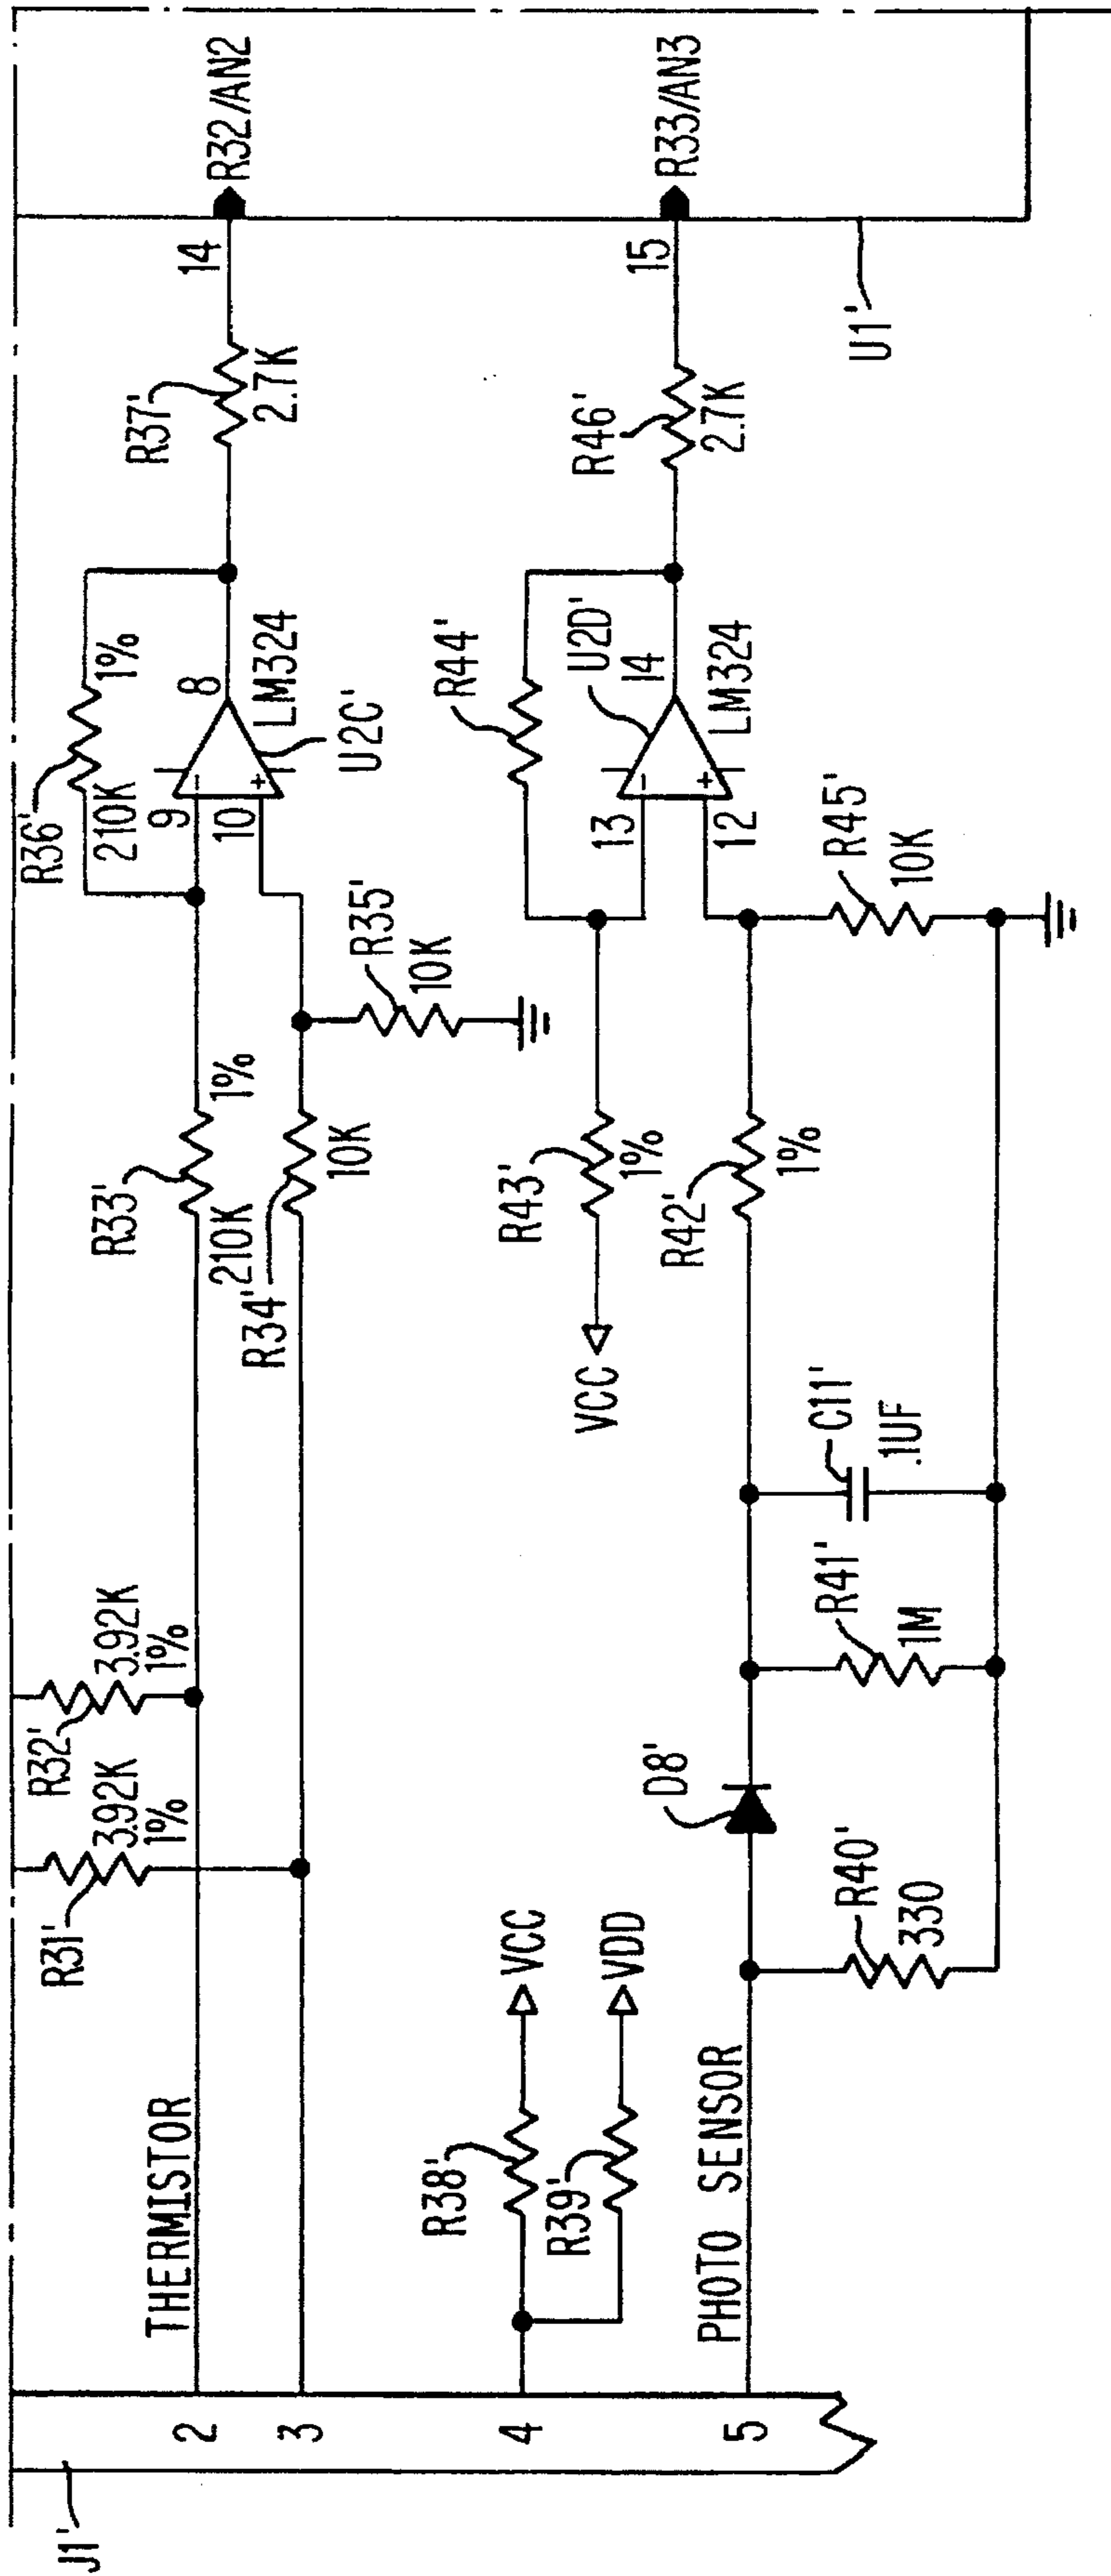 J1'
2
3
4
5
THERMISTOR
R31'
3.92K
1%
R32'
3.92K
1%
R33'
210K
1%
R34'
10K
R35'
10K
R36'
210K
1%
9
10
8
-
+
LM324
U2C'
R37'
2.7K
14
R32/AN2
R38'
VCC
R39'
VDD
PHOTO SENSOR
R40'
330
D8'
R41'
1M
C11'
.1UF
VCC
R43'
1%
R42'
1%
R44'
13
12
14
-
+
U2D'
LM324
R45'
10K
R46'
2.7K
15
R33/AN3
U1'